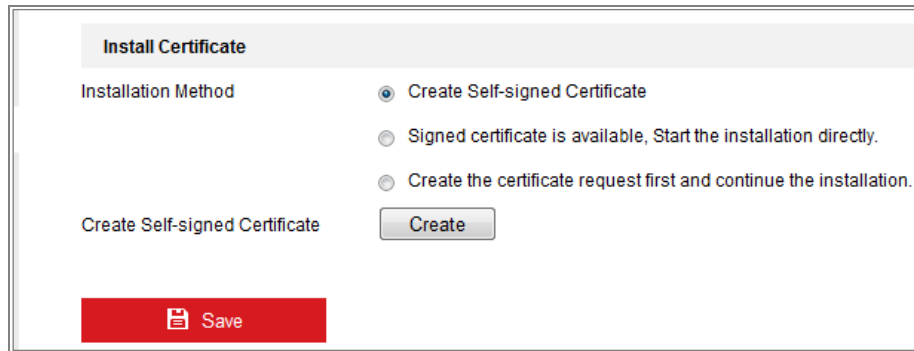 Install Certificate
Installation Method
Create Self-signed Certificate
Signed certificate is available, Start the installation directly.
Create the certificate request first and continue the installation.
Create Self-signed Certificate
Create
Save